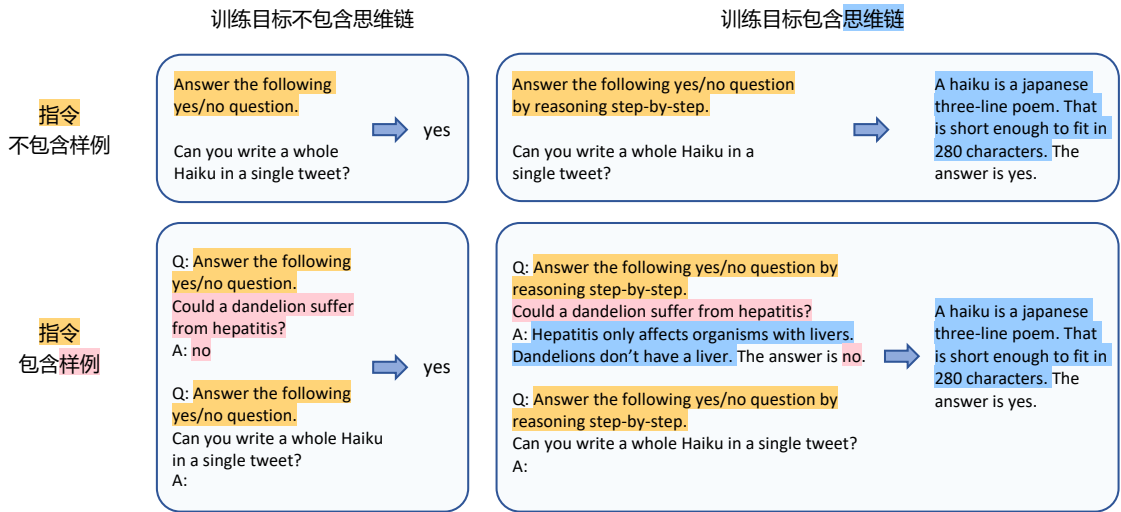 训练目标不包含思维链
训练目标包含思维链
指令
不包含样例
Answer the following
yes/no question.
Can you write a whole
Haiku in a single tweet?
yes
Answer the following yes/no question
by reasoning step-by-step.
Can you write a whole Haiku in a
single tweet?
A haiku is a japanese
three-line poem. That
is short enough to fit in
280 characters. The
answer is yes.
指令
包含样例
Q: Answer the following
yes/no question.
Could a dandelion suffer
from hepatitis?
A: no
Q: Answer the following
yes/no question.
Can you write a whole Haiku
in a single tweet?
A:
yes
Q: Answer the following yes/no question by
reasoning step-by-step.
Could a dandelion suffer from hepatitis?
A: Hepatitis only affects organisms with livers.
Dandelions don’t have a liver. The answer is no.
Q: Answer the following yes/no question by
reasoning step-by-step.
Can you write a whole Haiku in a single tweet?
A:
A haiku is a japanese
three-line poem. That
is short enough to fit in
280 characters. The
answer is yes.